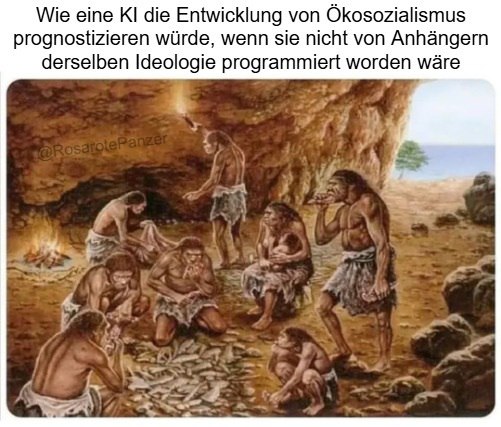 Wie eine KI die Entwicklung von Ökosozialismus
prognostizieren würde, wenn sie nicht von Anhängern
derselben Ideologie programmiert worden wäre
@RosarotePanzer